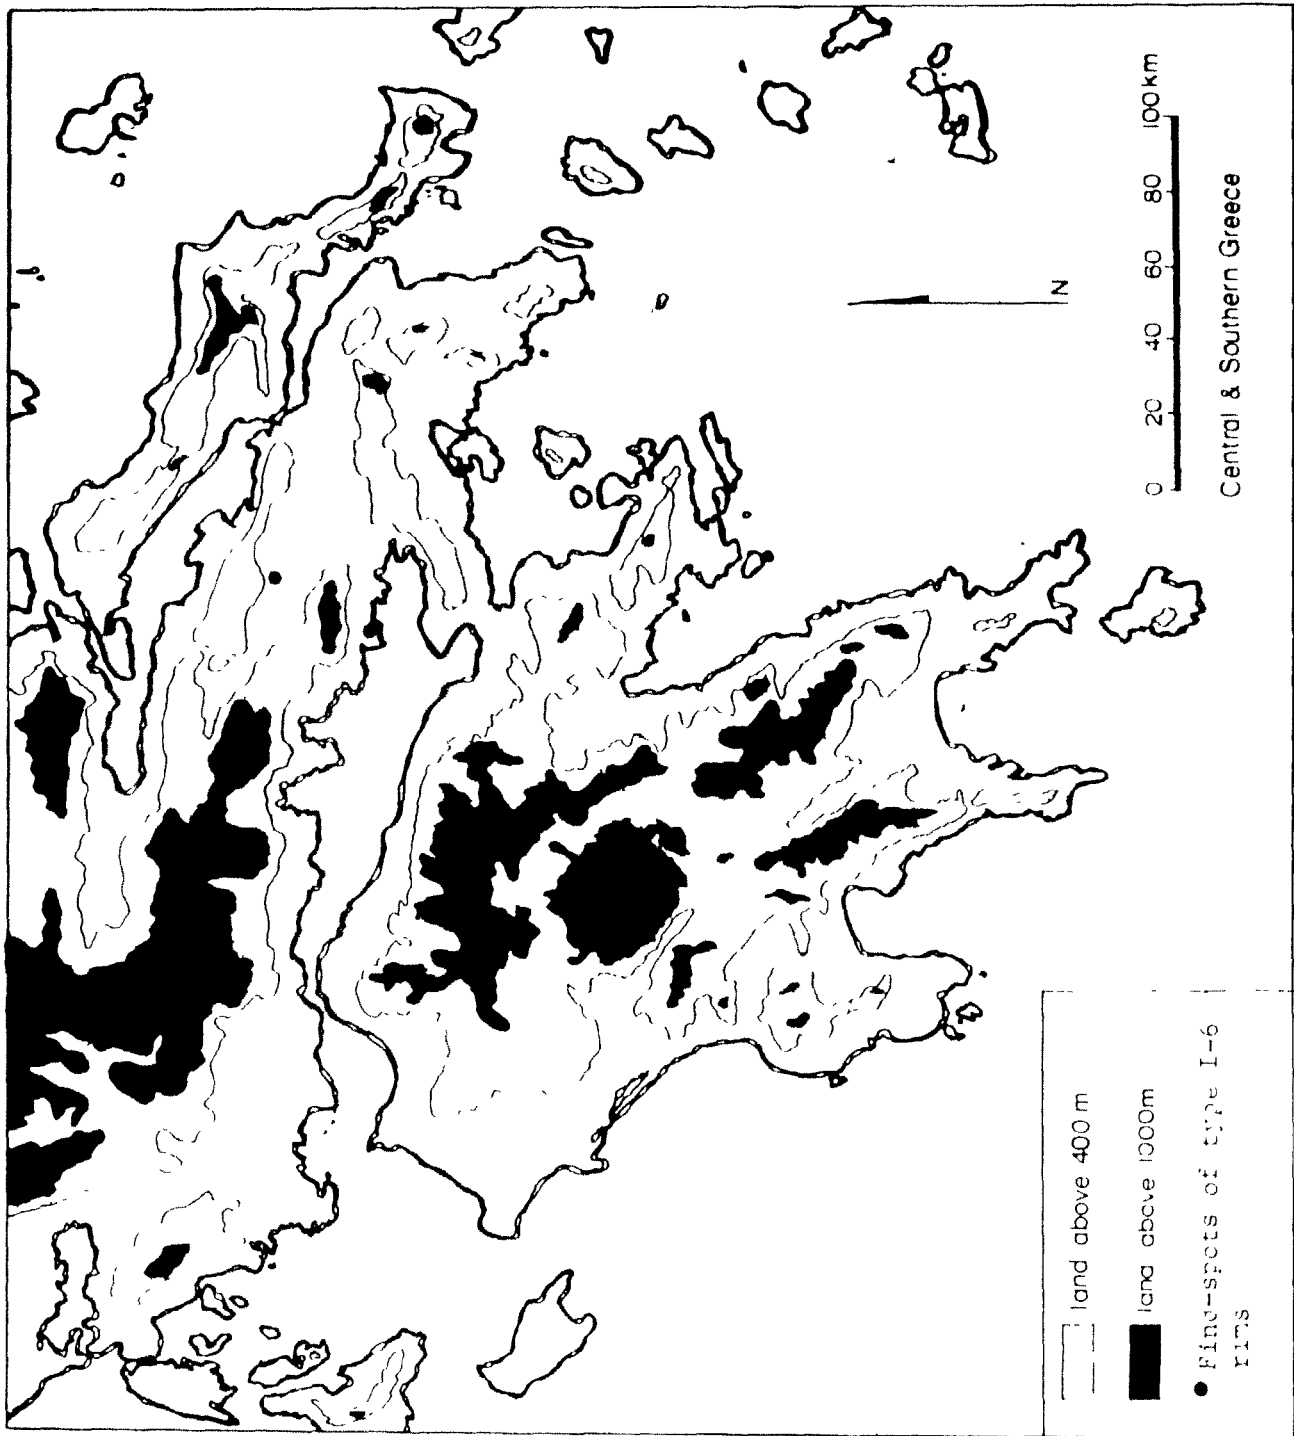 0 20 40 60 80 100km
N
Central & Southern Greece
land above 400m
land above 1000m
Find-spots of type I-6
rims